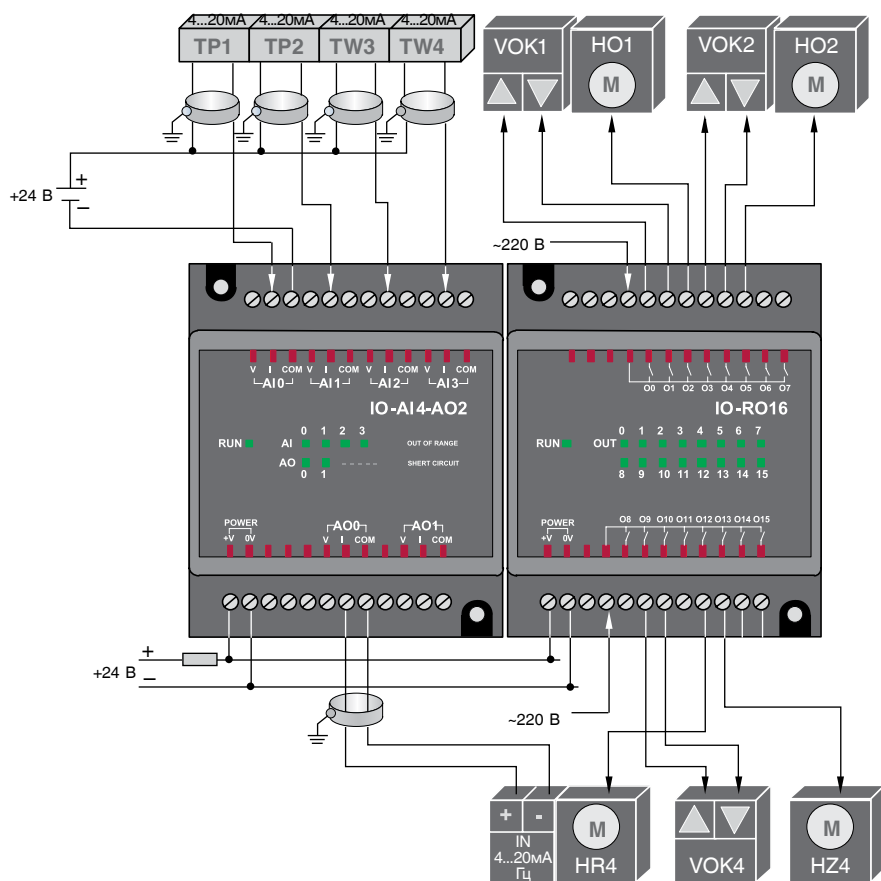 4...20мА 4...20мА 4...20мА 4...20мА
TP1 TP2 TW3 TW4
VOK1 HO1 VOK2 HO2
M M
+
+24 В
–
~220 В
V I COM V I COM V I COM V I COM
AI0 AI1 AI2 AI3
IO-AI4-AO2
0 1 2 3
RUN AI OUT OF RANGE
AO SHERT CIRCUIT
0 1
POWER
+V 0V
AO0 AO1
V I COM V I COM
O0 O1 O2 O3 O4 O5 O6 O7
IO-RO16
0 1 2 3 4 5 6 7
RUN OUT
8 9 10 11 12 13 14 15
POWER
+V 0V
O8 O9 O10 O11 O12 O13 O14 O15
+
+24 В
–
~220 В
+ -
IN
4...20мА
Гц
M
HR4
VOK4
M
HZ4